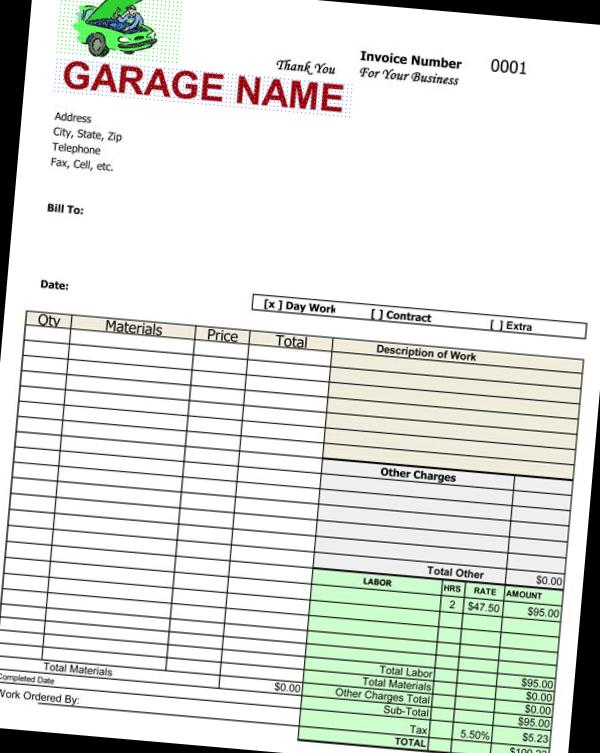 Thank You
Invoice Number 0001
For Your Business
GARAGE NAME
Address
City, State, Zip
Telephone
Fax, Cell, etc.
Bill To:
Date:
[x ] Day Work [ ] Contract [ ] Extra
Qty Materials Price Total Description of Work
Other Charges
Total Other $0.00
LABOR HRS RATE AMOUNT
2 $47.50 $95.00
Total Labor $95.00
Total Materials $0.00
Total Materials $0.00
Other Charges Total $0.00
Completed Date
Sub-Total $95.00
Work Ordered By:
Tax 5.50% $5.23
TOTAL